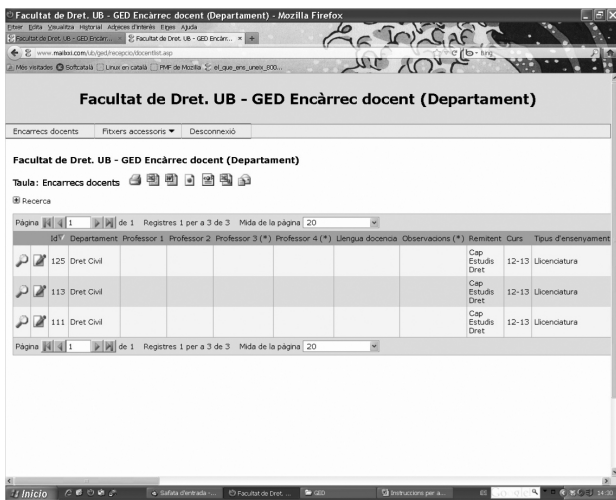 Facultat de Dret. UB - GED Encàrrec docent (Departament) - Mozilla Firefox
Fitxer Edita Visualitza Historial Adreces d'interès Eines Ajuda
Facultat de Dret. UB - GED Encàrr... × Facultat de Dret. UB - GED Encàrr... × +
www.mailxxi.com/ub/ged/recepcio/docentlist.asp
Més visitades Softcatalà Linux en català PMF de Mozilla el_que_ens_uneix_800...
Facultat de Dret. UB - GED Encàrrec docent (Departament)
Encarrecs docents Fitxers accessoris ▼ Desconnexió
Facultat de Dret. UB - GED Encàrrec docent (Departament)
Taula: Encarrecs docents
Recerca
Pàgina 1 de 1 Registres 1 per a 3 de 3 Mida de la pàgina 20
Id Departament Professor 1 Professor 2 Professor 3 (*) Professor 4 (*) Llengua docencia Observacions (*) Remitent Curs Tipus d'ensenyament
125 Dret Civil Cap Estudis Dret 12-13 Llicenciatura
113 Dret Civil Cap Estudis Dret 12-13 Llicenciatura
111 Dret Civil Cap Estudis Dret 12-13 Llicenciatura
Pàgina 1 de 1 Registres 1 per a 3 de 3 Mida de la pàgina 20
Inicio Safata d'entrada -... Facultat de Dret. ... GED Instruccions per a...